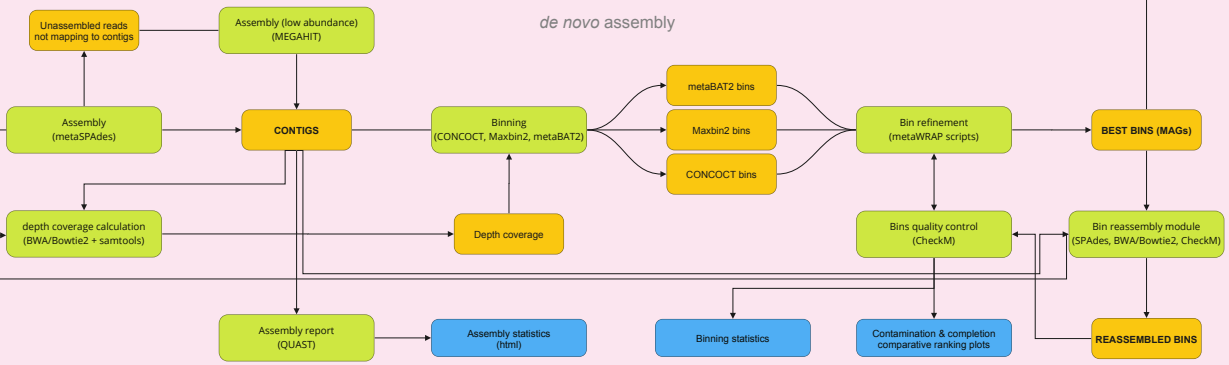 de novo assembly
Unassembled reads
not mapping to contigs
Assembly (low abundance)
(MEGAHIT)
Assembly
(metaSPAdes)
CONTIGS
Binning
(CONCOCT, Maxbin2, metaBAT2)
metaBAT2 bins
Maxbin2 bins
CONCOCT bins
Bin refinement
(metaWRAP scripts)
BEST BINS (MAGs)
depth coverage calculation
(BWA/Bowtie2 + samtools)
Depth coverage
Bins quality control
(CheckM)
Bin reassembly module
(SPAdes, BWA/Bowtie2, CheckM)
Assembly report
(QUAST)
Assembly statistics
(html)
Binning statistics
Contamination & completion
comparative ranking plots
REASSEMBLED BINS